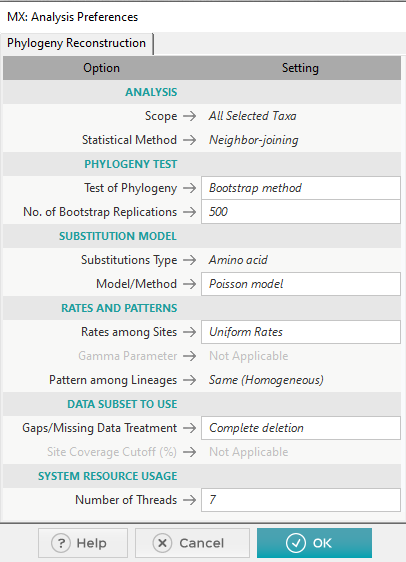 MX: Analysis Preferences
Phylogeny Reconstruction
Option Setting
ANALYSIS
Scope → All Selected Taxa
Statistical Method → Neighbor-joining
PHYLOGENY TEST
Test of Phylogeny → Bootstrap method
No. of Bootstrap Replications → 500
SUBSTITUTION MODEL
Substitutions Type → Amino acid
Model/Method → Poisson model
RATES AND PATTERNS
Rates among Sites → Uniform Rates
Gamma Parameter → Not Applicable
Pattern among Lineages → Same (Homogeneous)
DATA SUBSET TO USE
Gaps/Missing Data Treatment → Complete deletion
Site Coverage Cutoff (%) → Not Applicable
SYSTEM RESOURCE USAGE
Number of Threads → 7
? Help Cancel OK